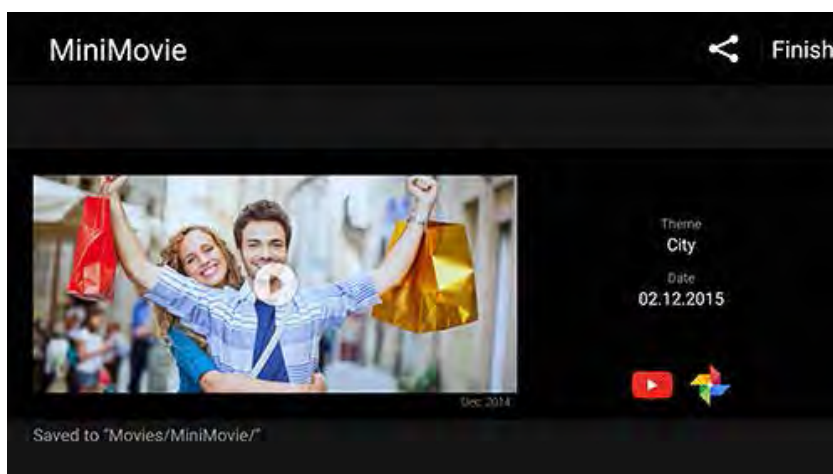 MiniMovie
Finish
Theme
City
Date
02.12.2015
Dec 2014
Saved to "Movies/MiniMovie/"